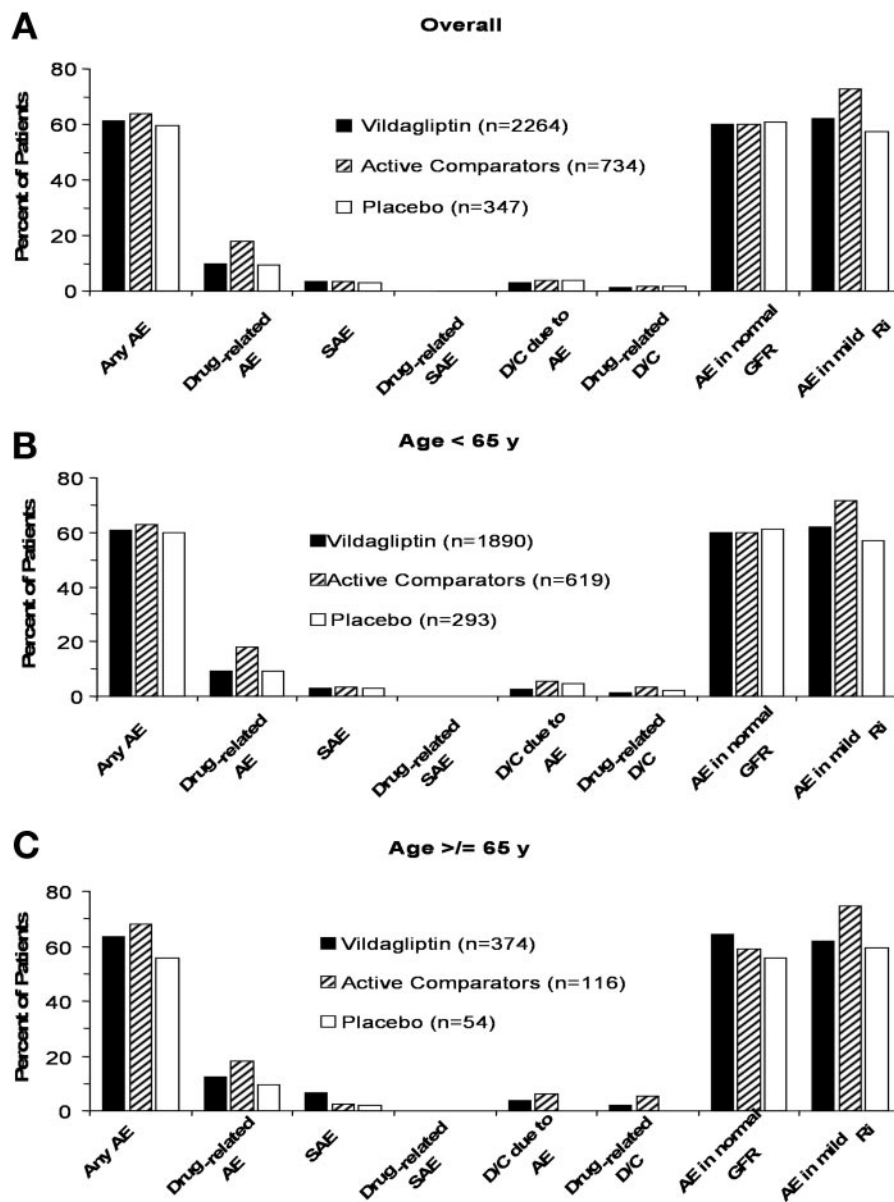 A
Overall
Percent of Patients
80
60
40
20
0
Vildagliptin (n=2264)
Active Comparators (n=734)
Placebo (n=347)
Any AE
Drug-related
AE
SAE
Drug-related
SAE
D/C due to
AE
Drug-related
D/C
AE in normal
GFR
AE in mild
Ri
B
Age < 65 y
Percent of Patients
80
60
40
20
0
Vildagliptin (n=1890)
Active Comparators (n=619)
Placebo (n=293)
Any AE
Drug-related
AE
SAE
Drug-related
SAE
D/C due to
AE
Drug-related
D/C
AE in normal
GFR
AE in mild
Ri
C
Age >/= 65 y
Percent of Patients
80
60
40
20
0
Vildagliptin (n=374)
Active Comparators (n=116)
Placebo (n=54)
Any AE
Drug-related
AE
SAE
Drug-related
SAE
D/C due to
AE
Drug-related
D/C
AE in normal
GFR
AE in mild
Ri